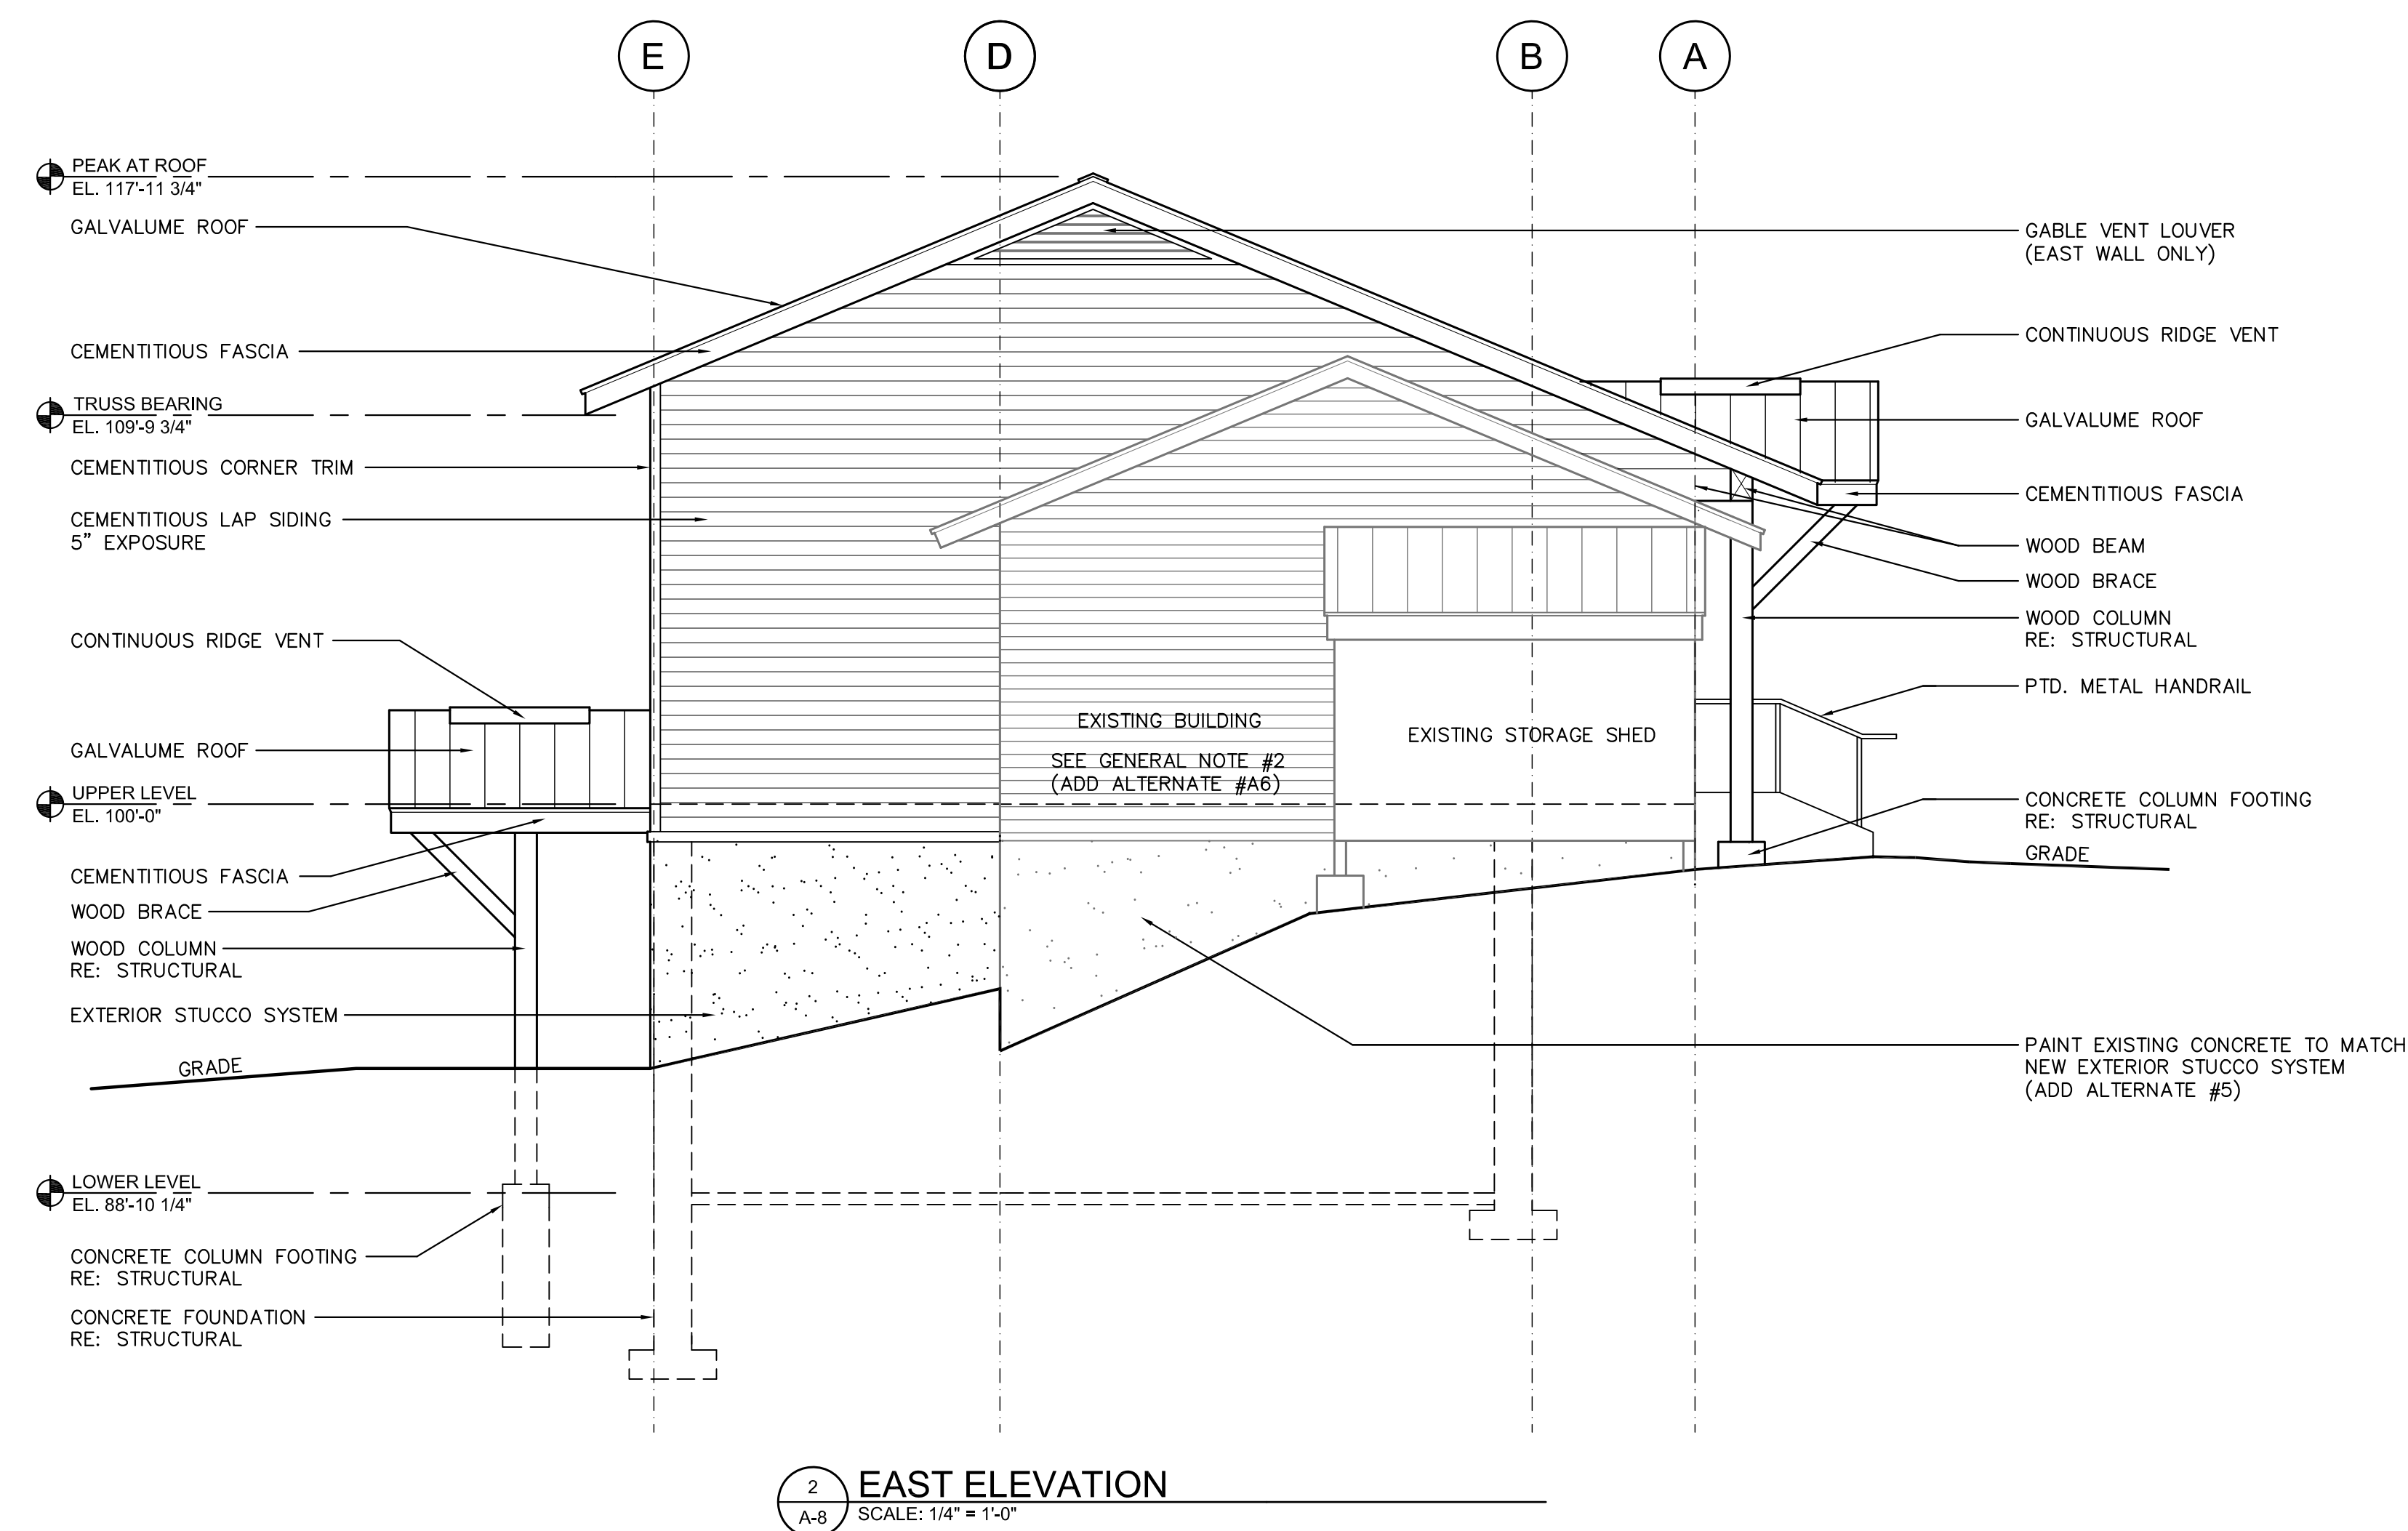 E
D
B
A
PEAK AT ROOF
EL. 117'-11 3/4"
GALVALUME ROOF
CEMENTITIOUS FASCIA
TRUSS BEARING
EL. 109'-9 3/4"
CEMENTITIOUS CORNER TRIM
CEMENTITIOUS LAP SIDING
5” EXPOSURE
CONTINUOUS RIDGE VENT
GALVALUME ROOF
UPPER LEVEL
EL. 100'-0"
CEMENTITIOUS FASCIA
WOOD BRACE
WOOD COLUMN
RE: STRUCTURAL
EXTERIOR STUCCO SYSTEM
GRADE
LOWER LEVEL
EL. 88'-10 1/4"
CONCRETE COLUMN FOOTING
RE: STRUCTURAL
CONCRETE FOUNDATION
RE: STRUCTURAL
EXISTING BUILDING
SEE GENERAL NOTE #2
(ADD ALTERNATE #A6)
EXISTING STORAGE SHED
GABLE VENT LOUVER
(EAST WALL ONLY)
CONTINUOUS RIDGE VENT
GALVALUME ROOF
CEMENTITIOUS FASCIA
WOOD BEAM
WOOD BRACE
WOOD COLUMN
RE: STRUCTURAL
PTD. METAL HANDRAIL
CONCRETE COLUMN FOOTING
RE: STRUCTURAL
GRADE
PAINT EXISTING CONCRETE TO MATCH
NEW EXTERIOR STUCCO SYSTEM
(ADD ALTERNATE #5)
2
A-8
EAST ELEVATION
SCALE: 1/4" = 1'-0"